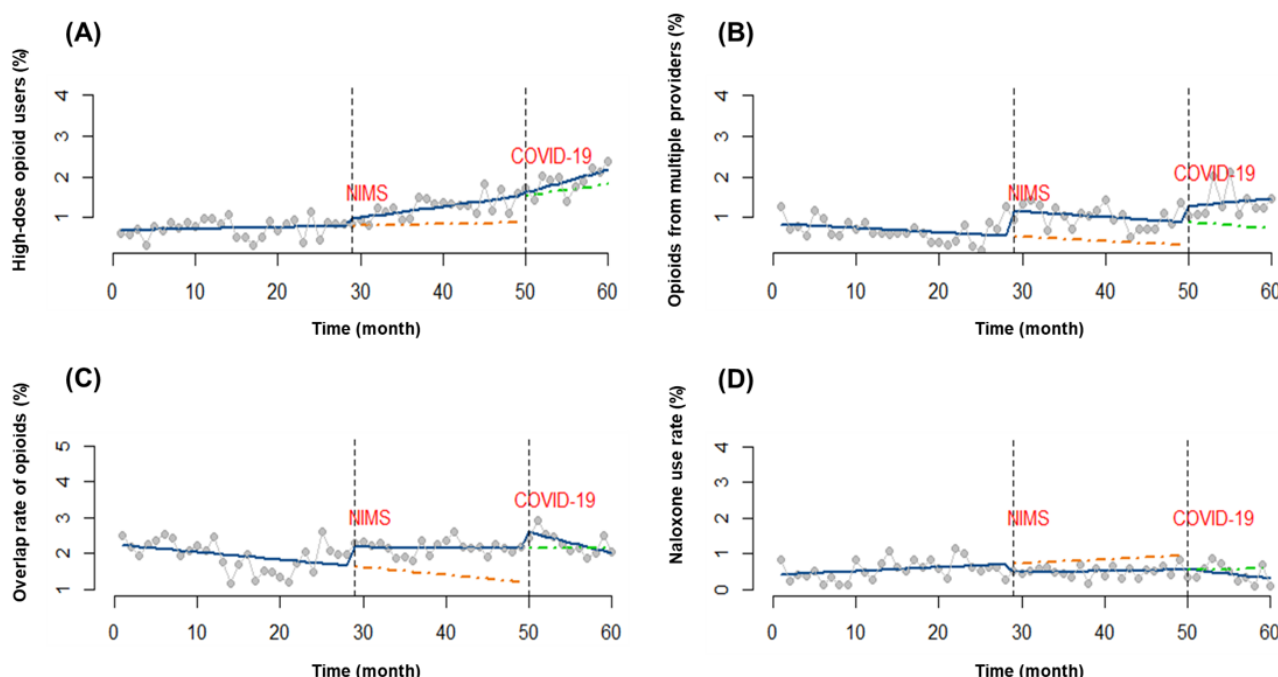 (A)
High-dose opioid users (%)
4
3
2
1
NIMS
COVID-19
0 10 20 30 40 50 60
Time (month)
(B)
Opioids from multiple providers (%)
4
3
2
1
NIMS
COVID-19
0 10 20 30 40 50 60
Time (month)
(C)
Overlap rate of opioids (%)
5
4
3
2
1
NIMS
COVID-19
0 10 20 30 40 50 60
Time (month)
(D)
Naloxone use rate (%)
4
3
2
1
0
NIMS
COVID-19
0 10 20 30 40 50 60
Time (month)